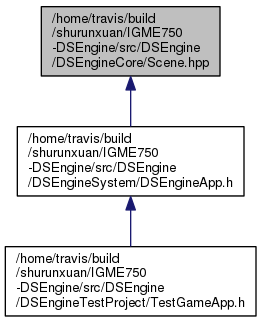 /home/travis/build
/shurunxuan/IGME750
-DSEngine/src/DSEngine
/DSEngineCore/Scene.hpp
/home/travis/build
/shurunxuan/IGME750
-DSEngine/src/DSEngine
/DSEngineSystem/DSEngineApp.h
/home/travis/build
/shurunxuan/IGME750
-DSEngine/src/DSEngine
/DSEngineTestProject/TestGameApp.h